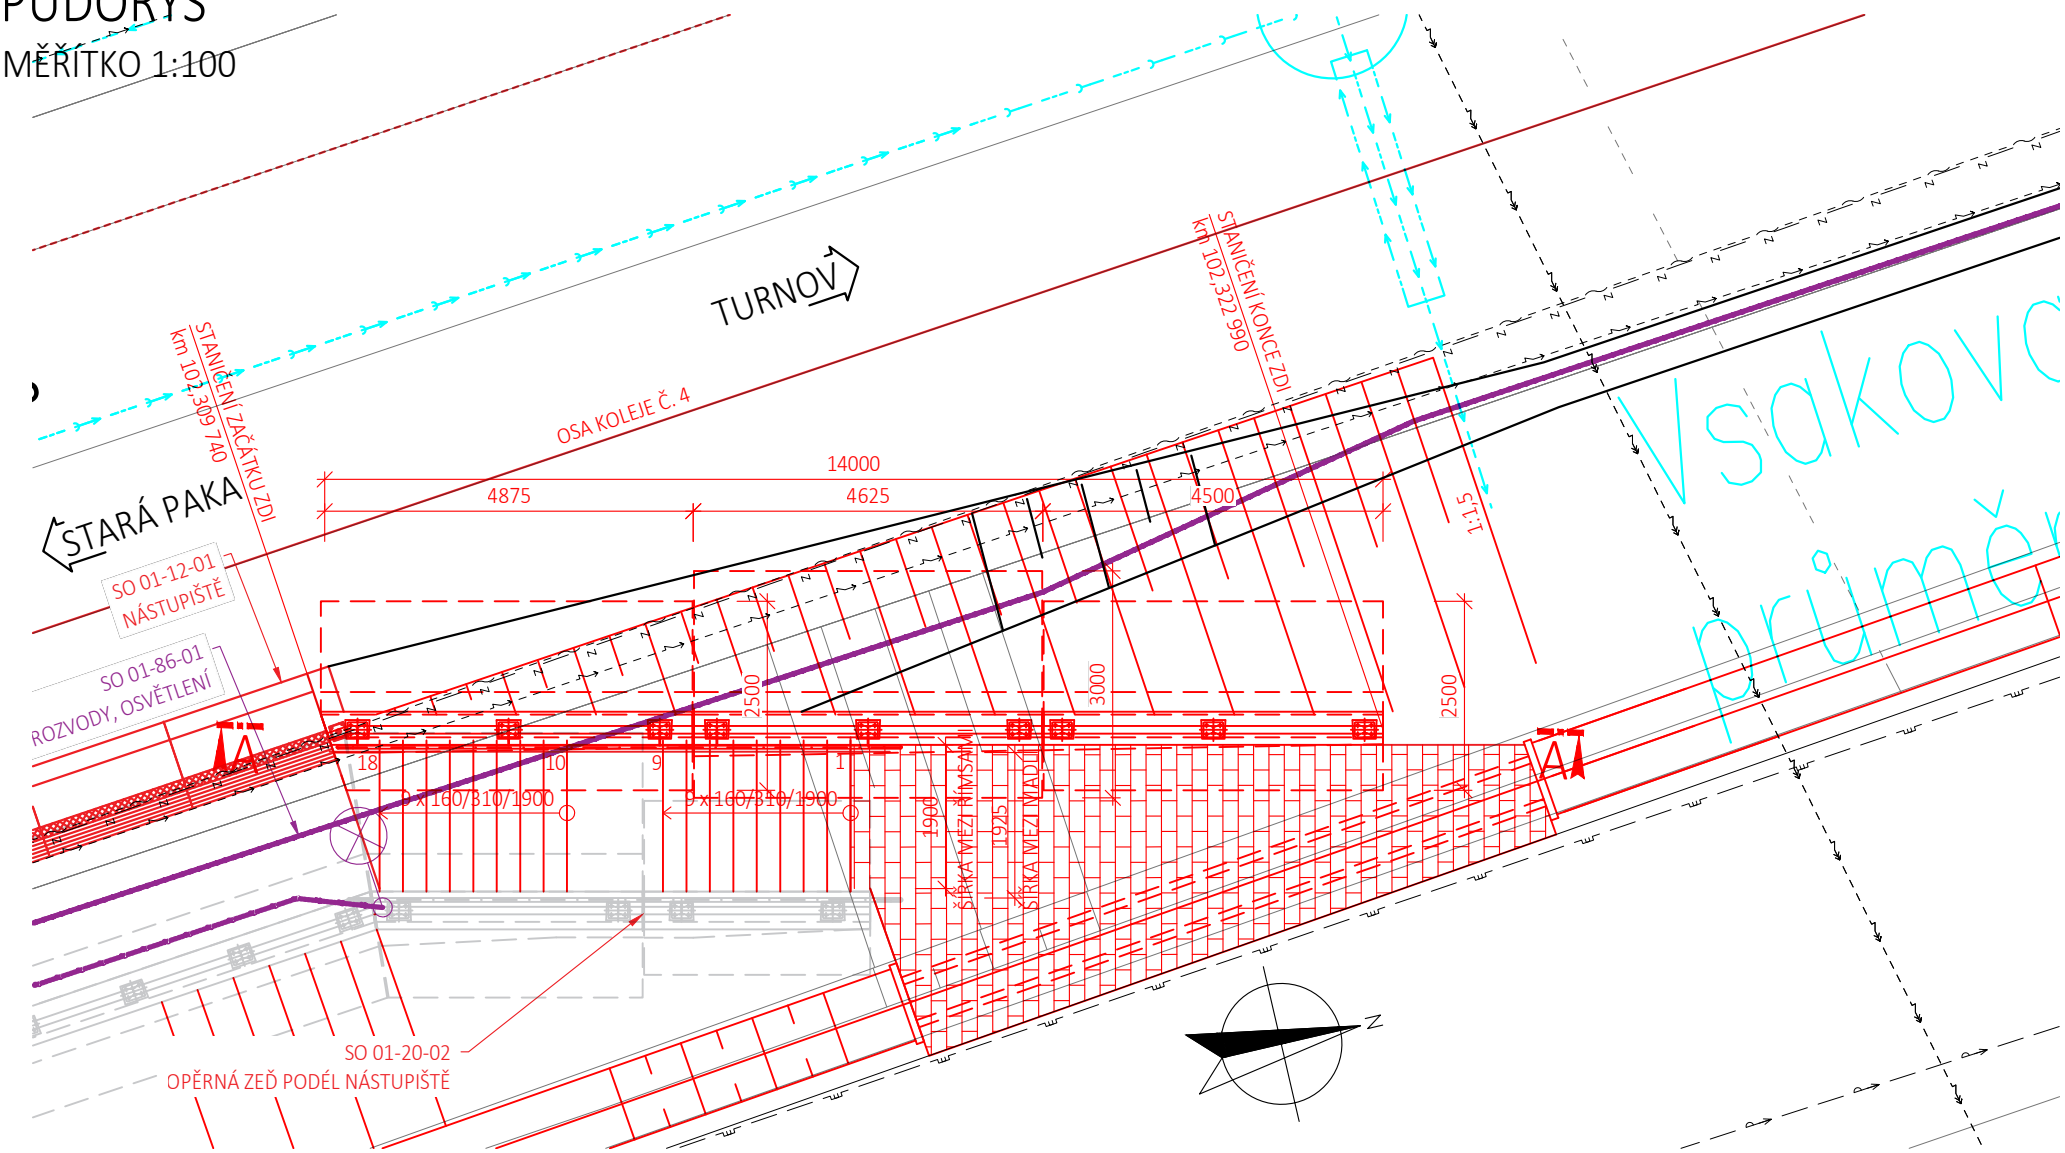 PŮDORYS
MĚŘÍTKO 1:100
STANIČENÍ ZAČÁTKU ZDI
km 102,309 740
TURNOV
STANIČENÍ KONCE ZDI
km 102,322 990
OSA KOLEJE Č. 4
STARÁ PAKA
14000
4875
4625
4500
1:1,5
SO 01-12-01
NÁSTUPIŠTĚ
SO 01-86-01
ROZVODY, OSVĚTLENÍ
2500
3000
2500
A
A
18
10
9
1
9 x 160/310/1900
9 x 160/310/1900
1900
ŠÍŘKA MEZI ŘÍMSAMI
1925
ŠÍŘKA MEZI MADLY
Vsakova
průměr
SO 01-20-02
OPĚRNÁ ZEĎ PODÉL NÁSTUPIŠTĚ
N